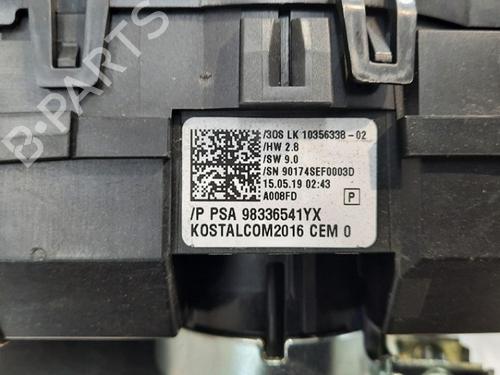 B-PARTS
/3OS LK 10356338-02
/HW 2.8
/SW 9.0
/SN 90174SEF0003D
15.05.19 02:43
A008FD P
/P PSA 98336541YX
KOSTALCOM2016 CEM 0